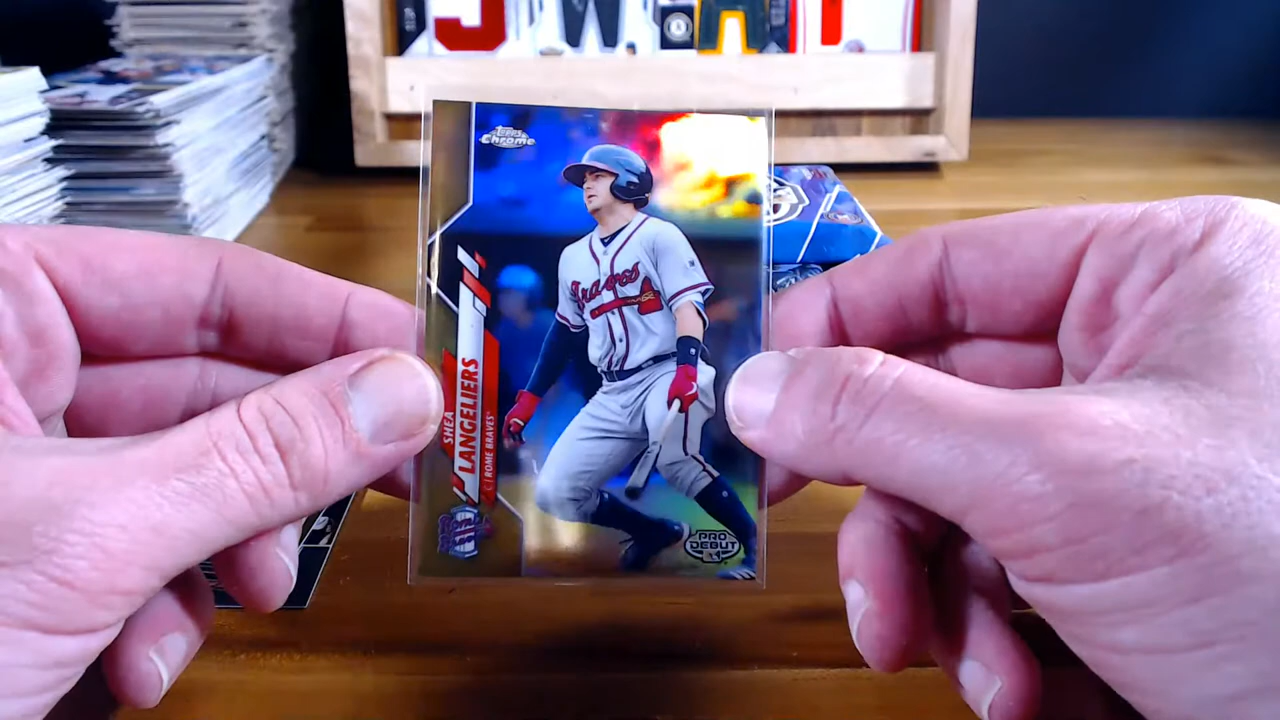 Topps
Chrome
Braves
SHEA
LANGELIERS
C | ROME BRAVES®
PRO
DEBUT